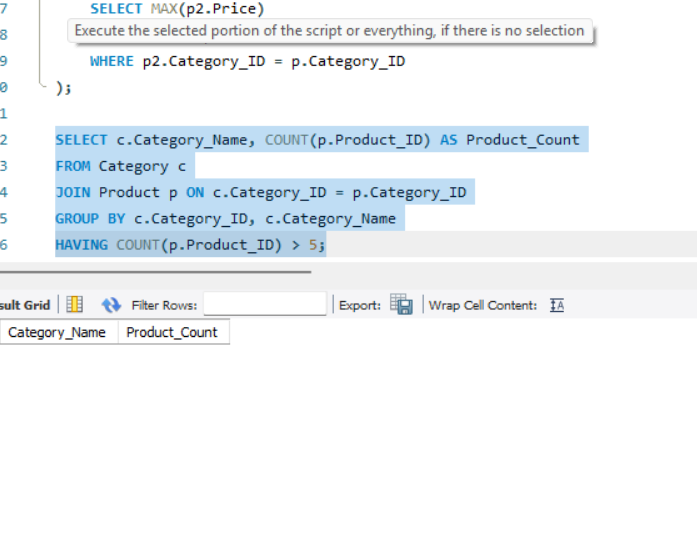 7 SELECT MAX(p2.Price)
8 Execute the selected portion of the script or everything, if there is no selection
9 WHERE p2.Category_ID = p.Category_ID
0 );
1
2 SELECT c.Category_Name, COUNT(p.Product_ID) AS Product_Count
3 FROM Category c
4 JOIN Product p ON c.Category_ID = p.Category_ID
5 GROUP BY c.Category_ID, c.Category_Name
6 HAVING COUNT(p.Product_ID) > 5;
sult Grid Filter Rows: Export: Wrap Cell Content: IA
Category_Name Product_Count